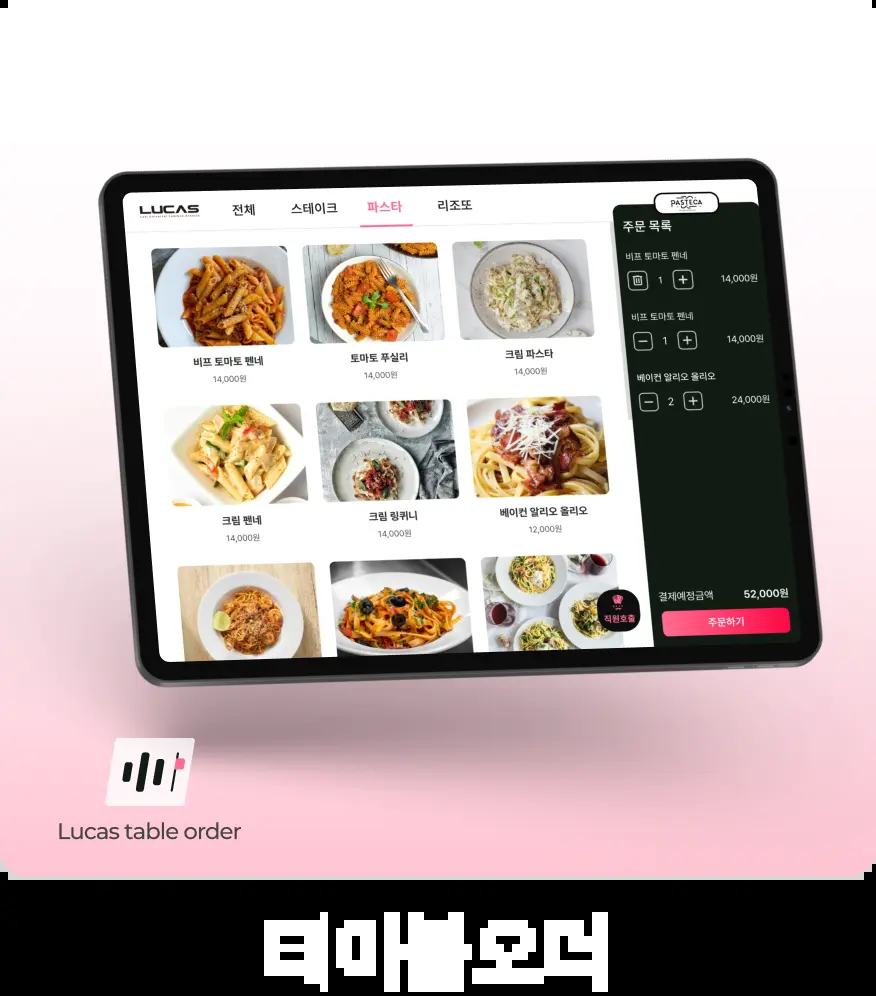 LUCAS
전체
스테이크
파스타
리조또
PASTECA
주문 목록
비프 토마토 펜네
1
14,000원
비프 토마토 펜네
1
14,000원
베이컨 알리오 올리오
2
24,000원
비프 토마토 펜네
14,000원
토마토 푸실리
14,000원
크림 파스타
14,000원
크림 펜네
14,000원
크림 링퀴니
14,000원
베이컨 알리오 올리오
12,000원
직원호출
결제예정금액 52,000원
주문하기
Lucas table order
테이블오더